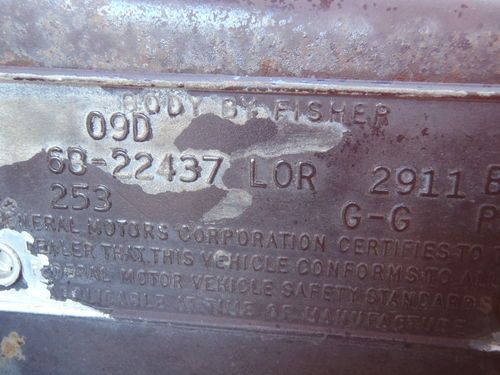 BODY BY FISHER
09D
68-22437 LOR 2911 B
253 G-G
GENERAL MOTORS CORPORATION CERTIFIES TO
DEALER THAT THIS VEHICLE CONFORMS TO AL
FEDERAL MOTOR VEHICLE SAFETY STANDARDS
APPLICABLE AT TIME OF MANUFACTURE